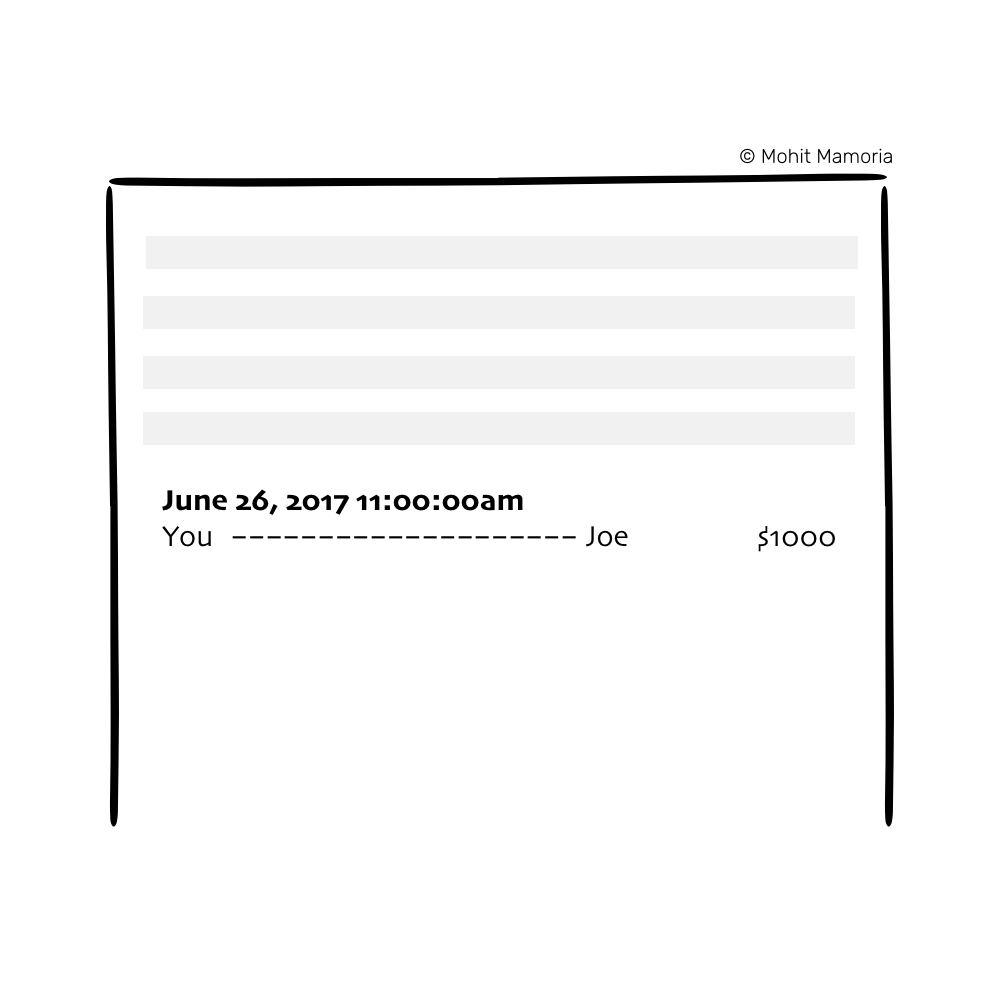 © Mohit Mamoria
June 26, 2017 11:00:00am
You -------------------- Joe $1000